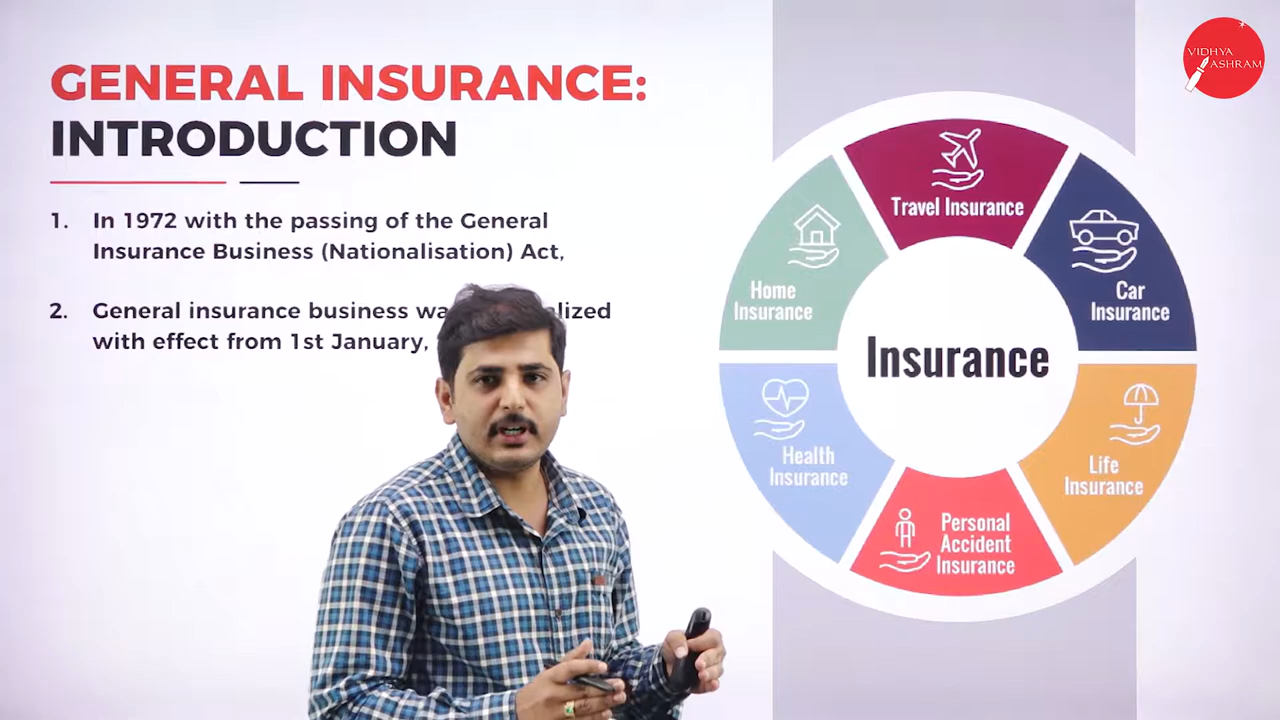 GENERAL INSURANCE:
INTRODUCTION
1. In 1972 with the passing of the General
Insurance Business (Nationalisation) Act,
2. General insurance business
with effect from 1st January,
VIDHYA
ASHRAM
Travel Insurance
Car
Insurance
Life
Insurance
Personal
Accident
Insurance
Health
Insurance
Home
Insurance
Insurance